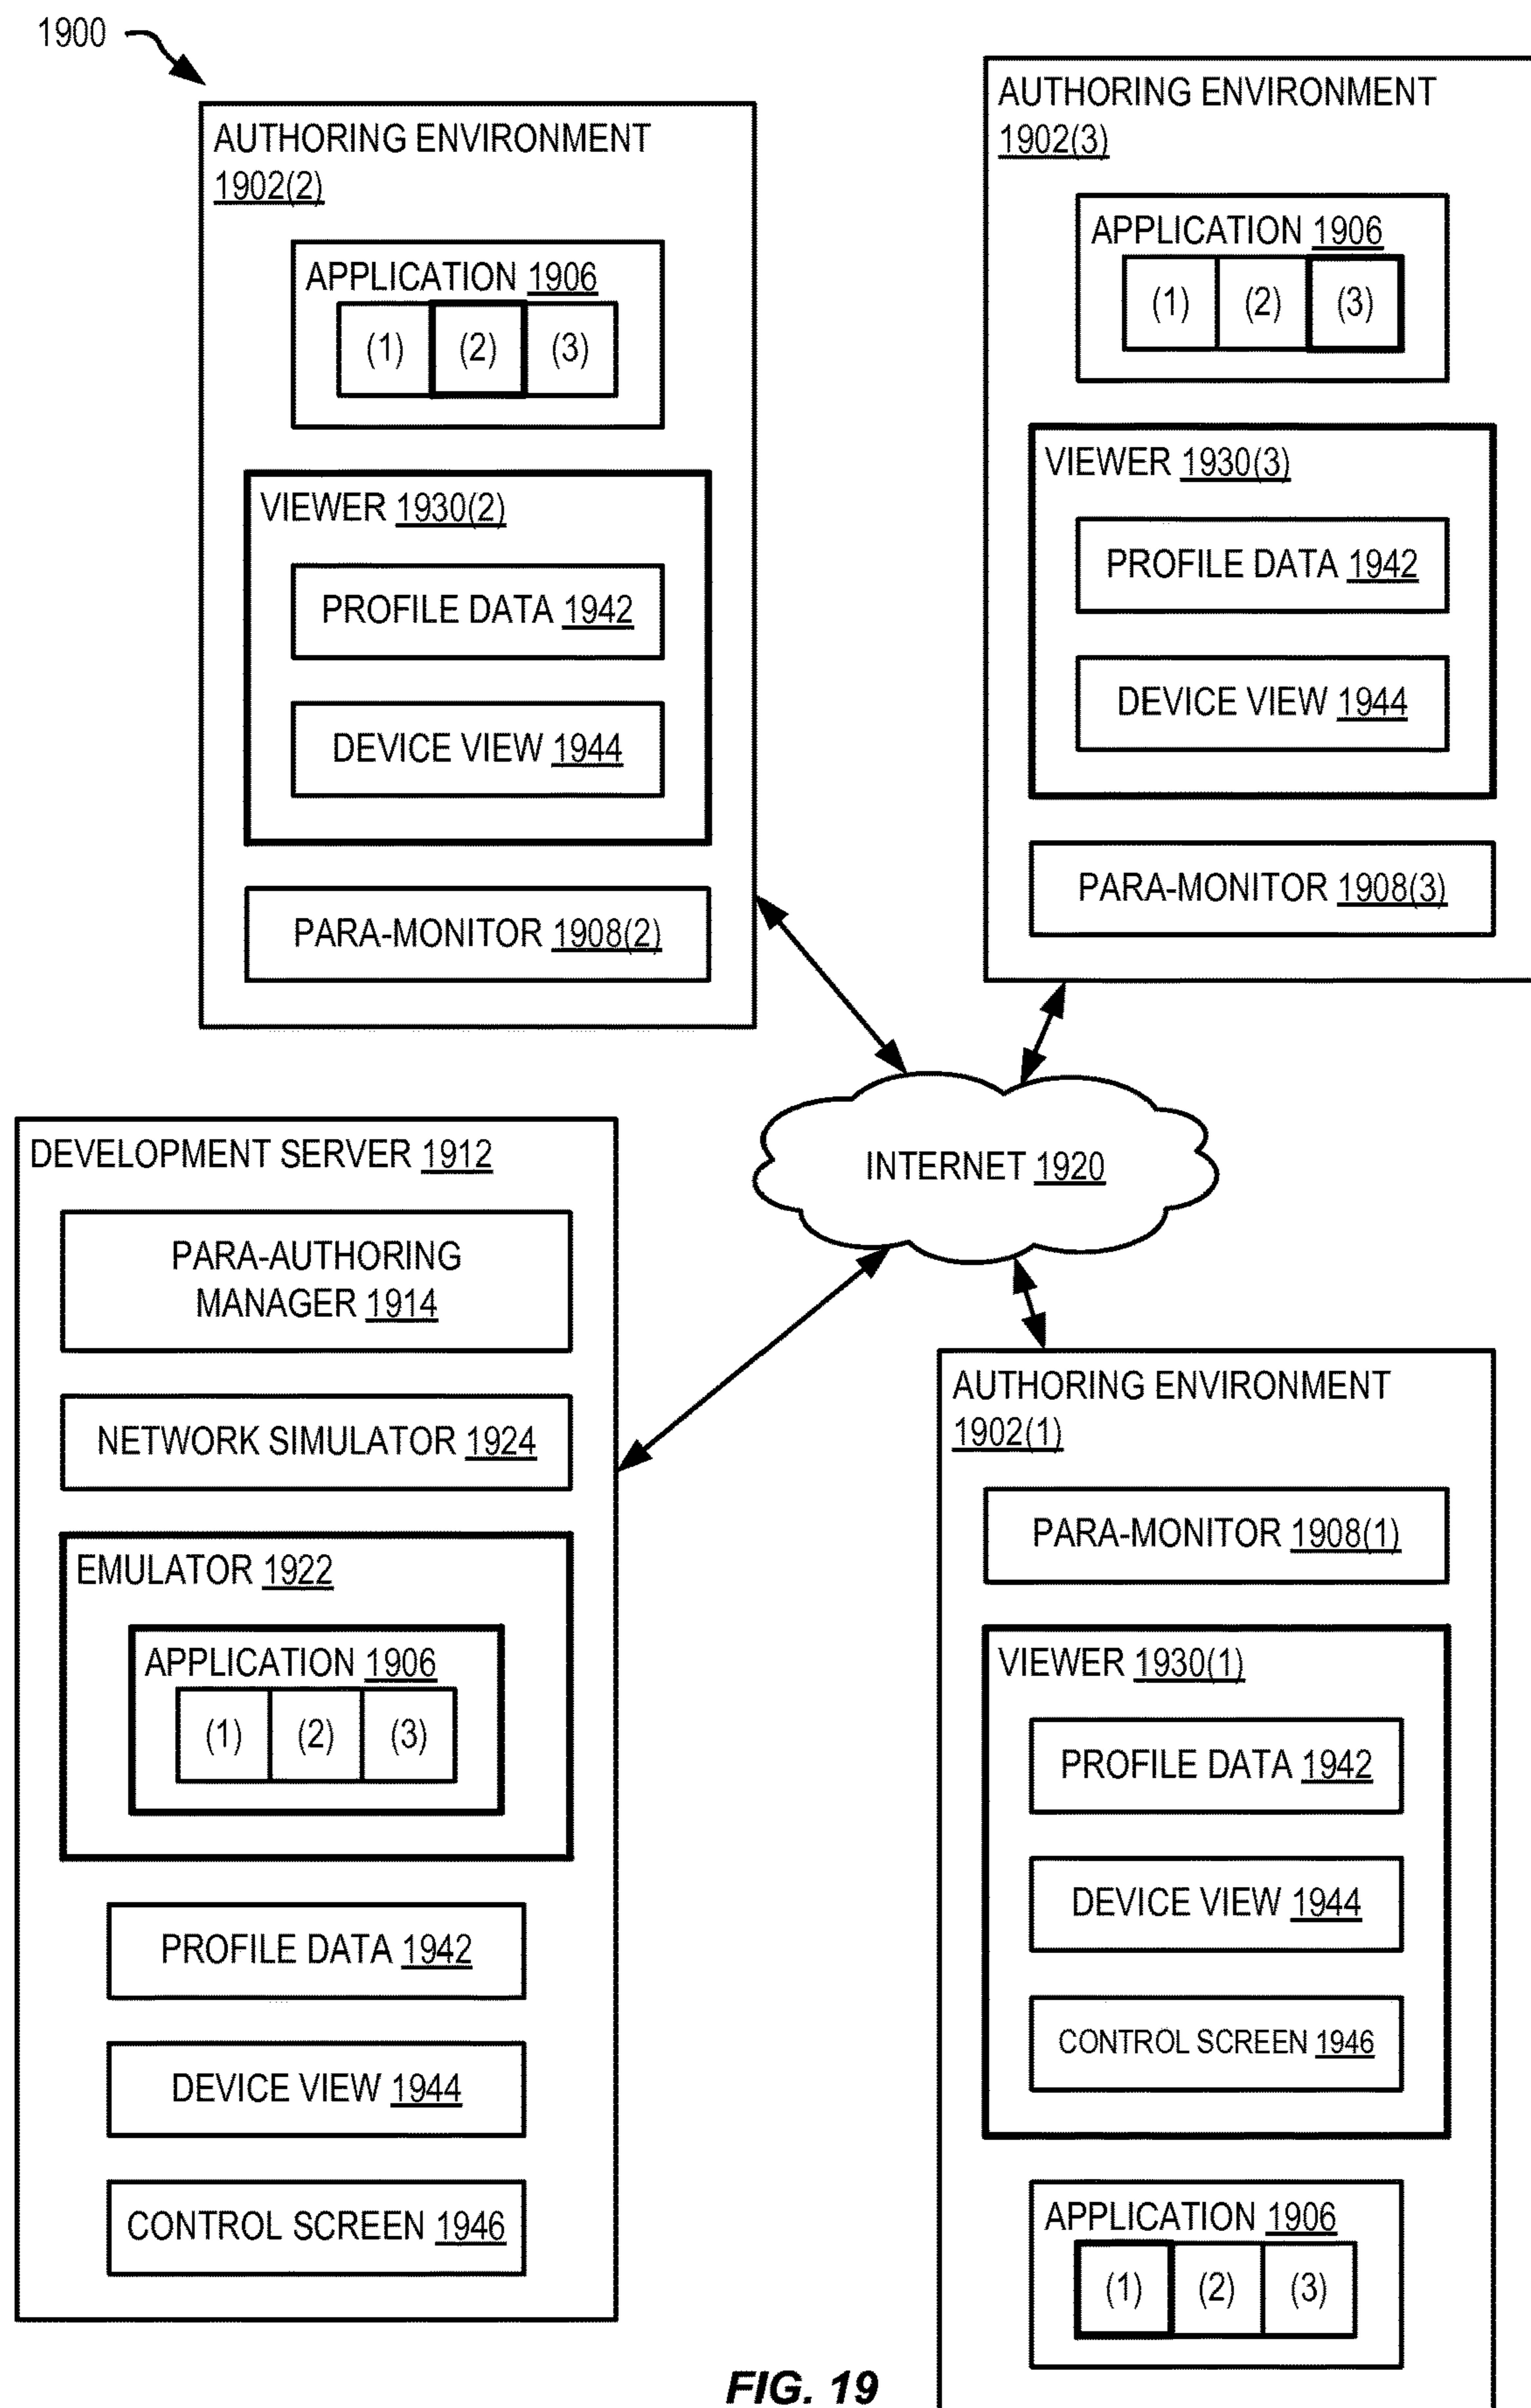 1900
AUTHORING ENVIRONMENT
1902(2)
APPLICATION 1906
(1) (2) (3)
VIEWER 1930(2)
PROFILE DATA 1942
DEVICE VIEW 1944
PARA-MONITOR 1908(2)
AUTHORING ENVIRONMENT
1902(3)
APPLICATION 1906
(1) (2) (3)
VIEWER 1930(3)
PROFILE DATA 1942
DEVICE VIEW 1944
PARA-MONITOR 1908(3)
INTERNET 1920
DEVELOPMENT SERVER 1912
PARA-AUTHORING
MANAGER 1914
NETWORK SIMULATOR 1924
EMULATOR 1922
APPLICATION 1906
(1) (2) (3)
PROFILE DATA 1942
DEVICE VIEW 1944
CONTROL SCREEN 1946
AUTHORING ENVIRONMENT
1902(1)
PARA-MONITOR 1908(1)
VIEWER 1930(1)
PROFILE DATA 1942
DEVICE VIEW 1944
CONTROL SCREEN 1946
APPLICATION 1906
(1) (2) (3)
FIG. 19